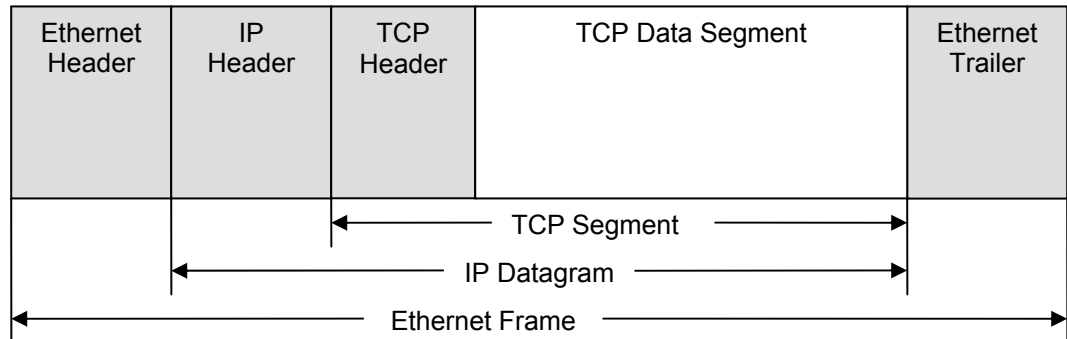 Ethernet Header
IP Header
TCP Header
TCP Data Segment
Ethernet Trailer
TCP Segment
IP Datagram
Ethernet Frame